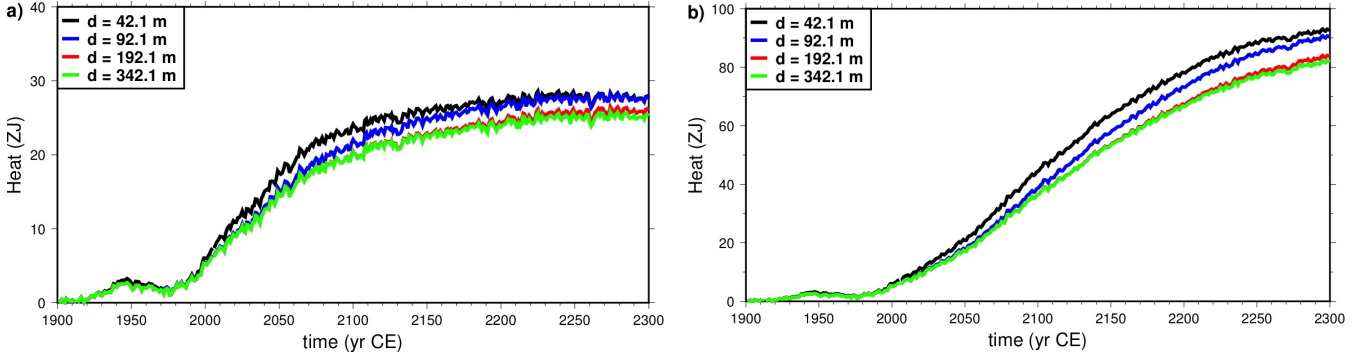 a)
40
30
20
10
0
Heat (ZJ)
d = 42.1 m
d = 92.1 m
d = 192.1 m
d = 342.1 m
1900 1950 2000 2050 2100 2150 2200 2250 2300
time (yr CE)
b)
100
80
60
40
20
0
Heat (ZJ)
d = 42.1 m
d = 92.1 m
d = 192.1 m
d = 342.1 m
1900 1950 2000 2050 2100 2150 2200 2250 2300
time (yr CE)